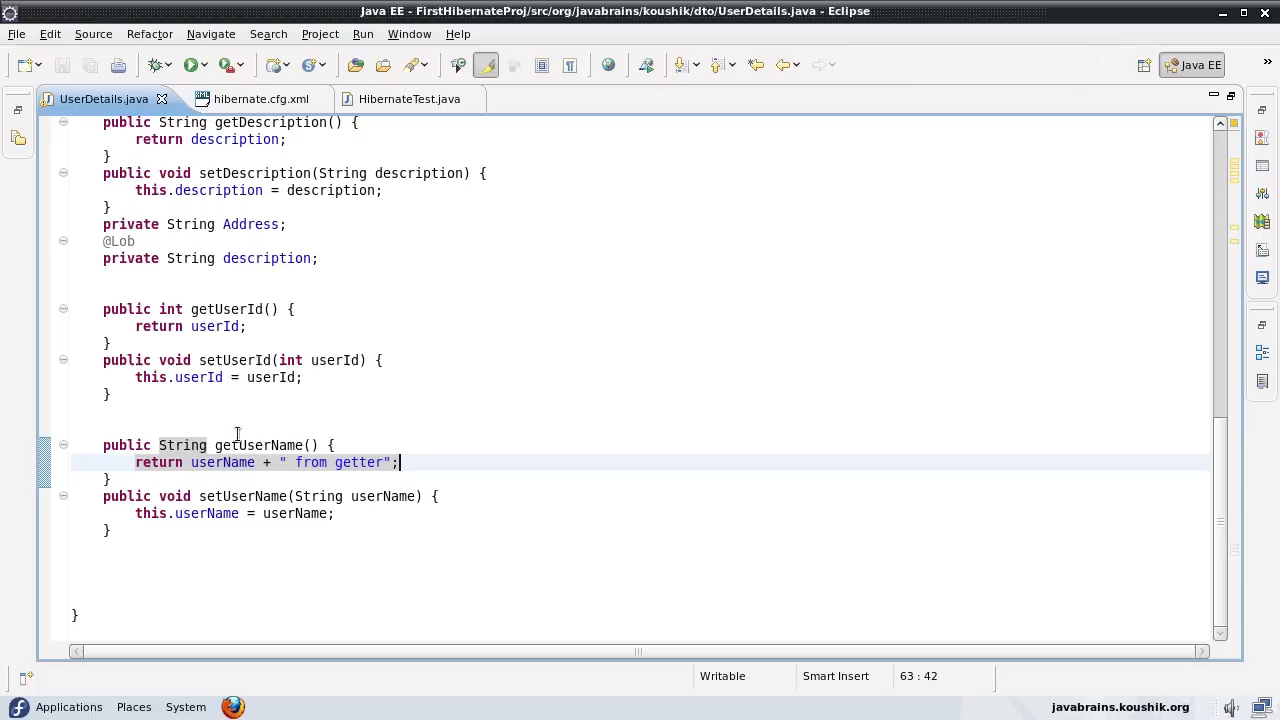 Java EE - FirstHibernateProj/src/org/javabrains/koushik/dto/UserDetails.java - Eclipse
File Edit Source Refactor Navigate Search Project Run Window Help
Java EE
UserDetails.java hibernate.cfg.xml HibernateTest.java
public String getDescription() {
return description;
}
public void setDescription(String description) {
this.description = description;
}
private String Address;
@Lob
private String description;
public int getUserId() {
return userId;
}
public void setUserId(int userId) {
this.userId = userId;
}
public String getUserName() {
return userName + " from getter";
}
public void setUserName(String userName) {
this.userName = userName;
}
}
Writable Smart Insert 63 : 42
Applications Places System javabrains.koushik.org